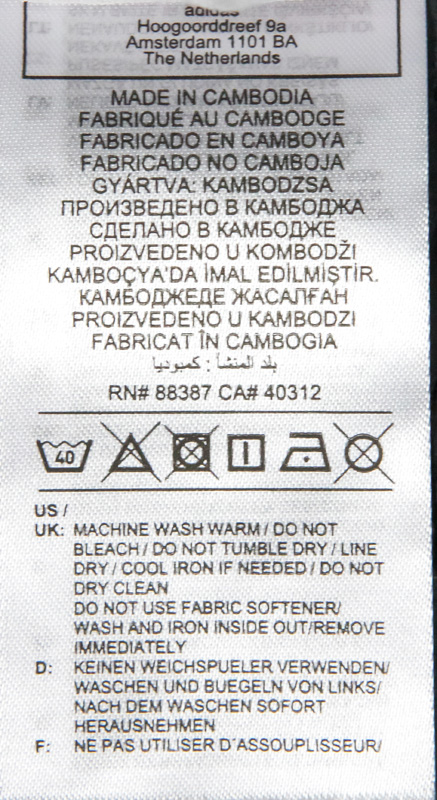 adidas
Hoogoorddreef 9a
Amsterdam 1101 BA
The Netherlands
MADE IN CAMBODIA
FABRIQUÉ AU CAMBODGE
FABRICADO EN CAMBOYA
FABRICADO NO CAMBOJA
GYÁRTVA: KAMBODZSA
ПРОИЗВЕДЕНО В КАМБОДЖА
СДЕЛАНО В КАМБОДЖЕ
PROIZVEDENO U KOMBODŽI
KAMBOÇYA'DA İMAL EDİLMİŞTİR.
КАМБОДЖЕДЕ ЖАСАЛҒАН
PROIZVEDENO U KAMBODZI
FABRICAT ÎN CAMBOGIA
بلد المنشأ : كمبوديا
RN# 88387 CA# 40312
40
US /
UK: MACHINE WASH WARM / DO NOT
BLEACH / DO NOT TUMBLE DRY / LINE
DRY / COOL IRON IF NEEDED / DO NOT
DRY CLEAN
DO NOT USE FABRIC SOFTENER/
WASH AND IRON INSIDE OUT/REMOVE
IMMEDIATELY
D: KEINEN WEICHSPUELER VERWENDEN/
WASCHEN UND BUEGELN VON LINKS/
NACH DEM WASCHEN SOFORT
HERAUSNEHMEN
F: NE PAS UTILISER D'ASSOUPLISSEUR/